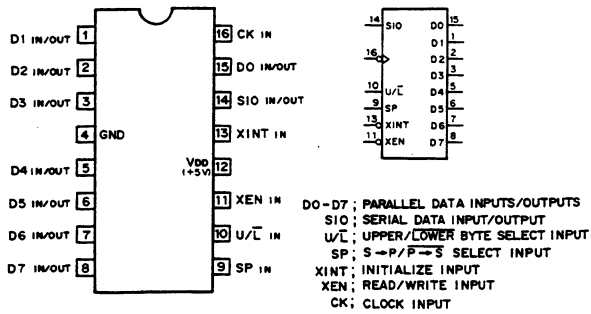 D1 IN/OUT 1 16 CK IN
D2 IN/OUT 2 15 DO IN/OUT
D3 IN/OUT 3 14 SIO IN/OUT
4 GND 13 XINT IN
D4 IN/OUT 5 VDD (+5V) 12
D5 IN/OUT 6 11 XEN IN
D6 IN/OUT 7 10 U/L̅ IN
D7 IN/OUT 8 9 SP IN
14 SIO DO 15
D1 1
16 D2 2
D3 3
10 U/L̅ D4 5
9 SP D5 6
13 XINT D6 7
11 XEN D7 8
DO-D7; PARALLEL DATA INPUTS/OUTPUTS
SIO; SERIAL DATA INPUT/OUTPUT
U/L̅; UPPER/LOWER BYTE SELECT INPUT
SP; S→P/P→S SELECT INPUT
XINT; INITIALIZE INPUT
XEN; READ/WRITE INPUT
CK; CLOCK INPUT